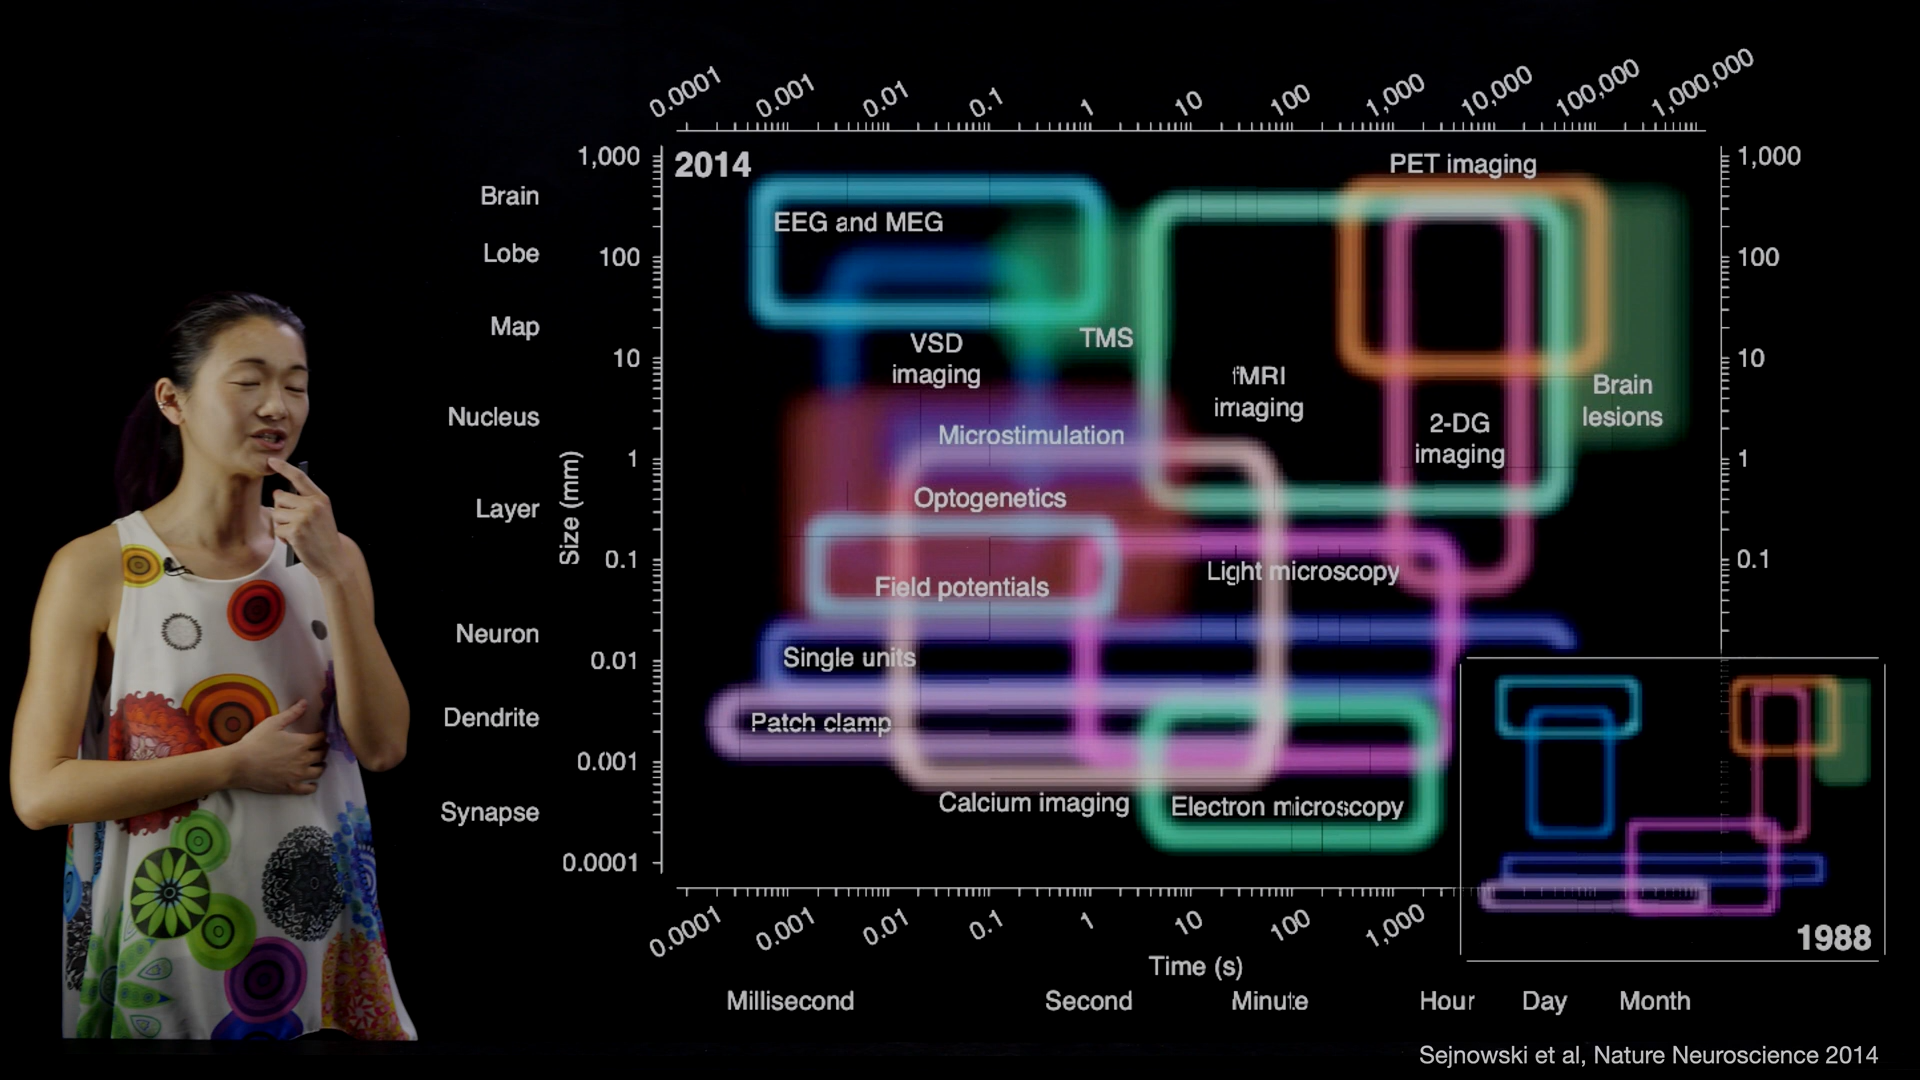 0.0001 0.001 0.01 0.1 1 10 100 1,000 10,000 100,000 1,000,000
2014
PET imaging
1,000
1,000
Brain
EEG and MEG
Lobe
100
100
Map
VSD
imaging
TMS
10
10
fMRI
imaging
Brain
lesions
Nucleus
2-DG
imaging
Microstimulation
1
1
Size (mm)
Layer
Optogenetics
0.1
0.1
Field potentials
Light microscopy
Neuron
0.01
Single units
Dendrite
Patch clamp
0.001
Synapse
Calcium imaging
Electron microscopy
0.0001
0.0001 0.001 0.01 0.1 1 10 100 1,000
1988
Time (s)
Millisecond Second Minute Hour Day Month
Sejnowski et al, Nature Neuroscience 2014